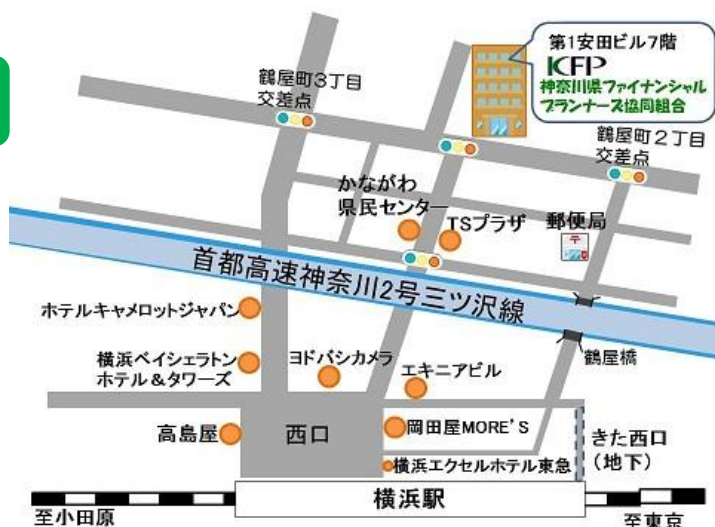 第1安田ビル7階
KFP
神奈川県ファイナンシャル
プランナーズ協同組合
鶴屋町3丁目
交差点
鶴屋町2丁目
交差点
かながわ
県民センター
TSプラザ
郵便局
〒
首都高速神奈川2号三ツ沢線
ホテルキャメロットジャパン
横浜ベイシェラトン
ホテル&タワーズ
ヨドバシカメラ
エキニアビル
鶴屋橋
高島屋
西口
岡田屋MORE'S
きた西口
(地下)
横浜エクセルホテル東急
横浜駅
至小田原
至東京